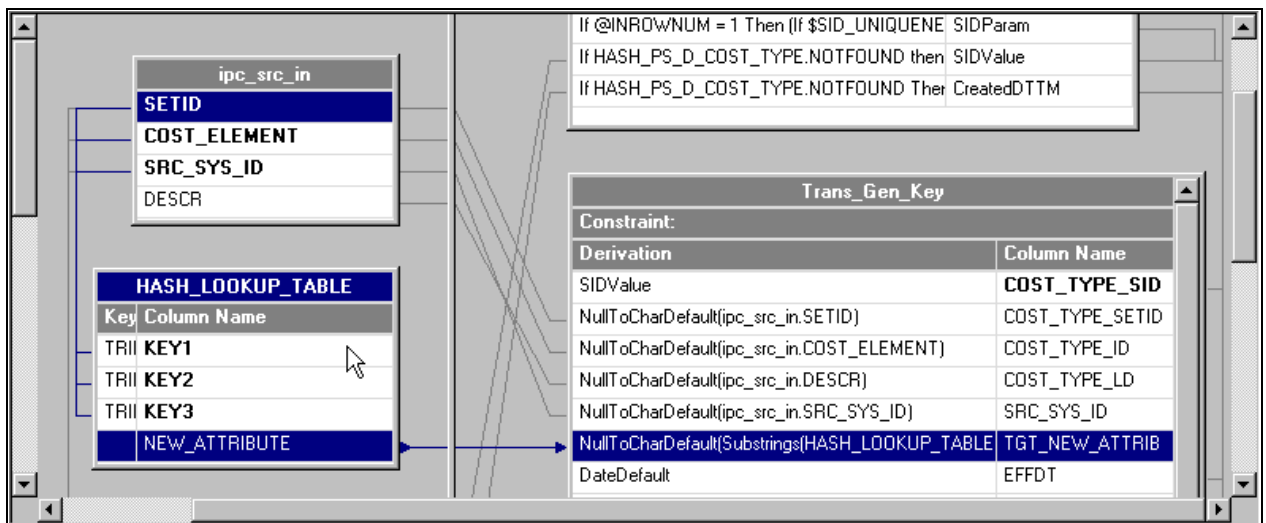 If @INROWNUM = 1 Then (If $SID_UNIQUENE SIDParam
If HASH_PS_D_COST_TYPE.NOTFOUND then SIDValue
If HASH_PS_D_COST_TYPE.NOTFOUND Ther CreatedDTTM
ipc_src_in
SETID
COST_ELEMENT
SRC_SYS_ID
DESCR
HASH_LOOKUP_TABLE
Key Column Name
TRI KEY1
TRI KEY2
TRI KEY3
NEW_ATTRIBUTE
Trans_Gen_Key
Constraint:
Derivation Column Name
SIDValue COST_TYPE_SID
NullToCharDefault(ipc_src_in.SETID) COST_TYPE_SETID
NullToCharDefault(ipc_src_in.COST_ELEMENT) COST_TYPE_ID
NullToCharDefault(ipc_src_in.DESCR) COST_TYPE_LD
NullToCharDefault(ipc_src_in.SRC_SYS_ID) SRC_SYS_ID
NullToCharDefault(Substrings(HASH_LOOKUP_TABLE TGT_NEW_ATTRIB
DateDefault EFFDT